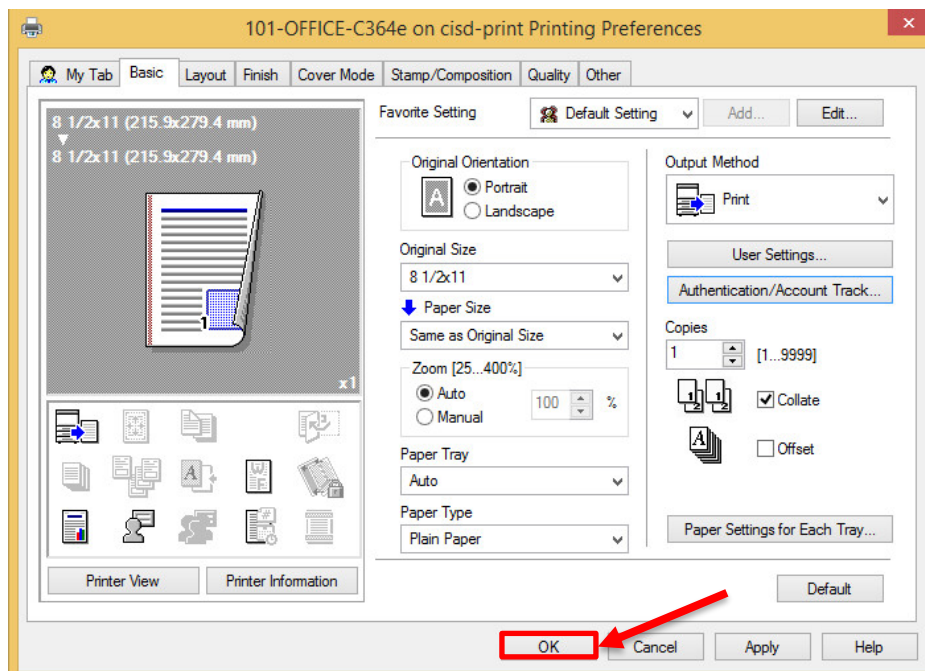 101-OFFICE-C364e on cisd-print Printing Preferences
My Tab Basic Layout Finish Cover Mode Stamp/Composition Quality Other
8 1/2x11 (215.9x279.4 mm)
8 1/2x11 (215.9x279.4 mm)
1
x1
Printer View Printer Information
Favorite Setting Default Setting Add... Edit...
Original Orientation
A
Portrait
Landscape
Original Size
8 1/2x11
Paper Size
Same as Original Size
Zoom [25...400%]
Auto
Manual
100 %
Paper Tray
Auto
Paper Type
Plain Paper
Output Method
Print
User Settings...
Authentication/Account Track...
Copies
1 [1...9999]
Collate
Offset
Paper Settings for Each Tray...
Default
OK Cancel Apply Help